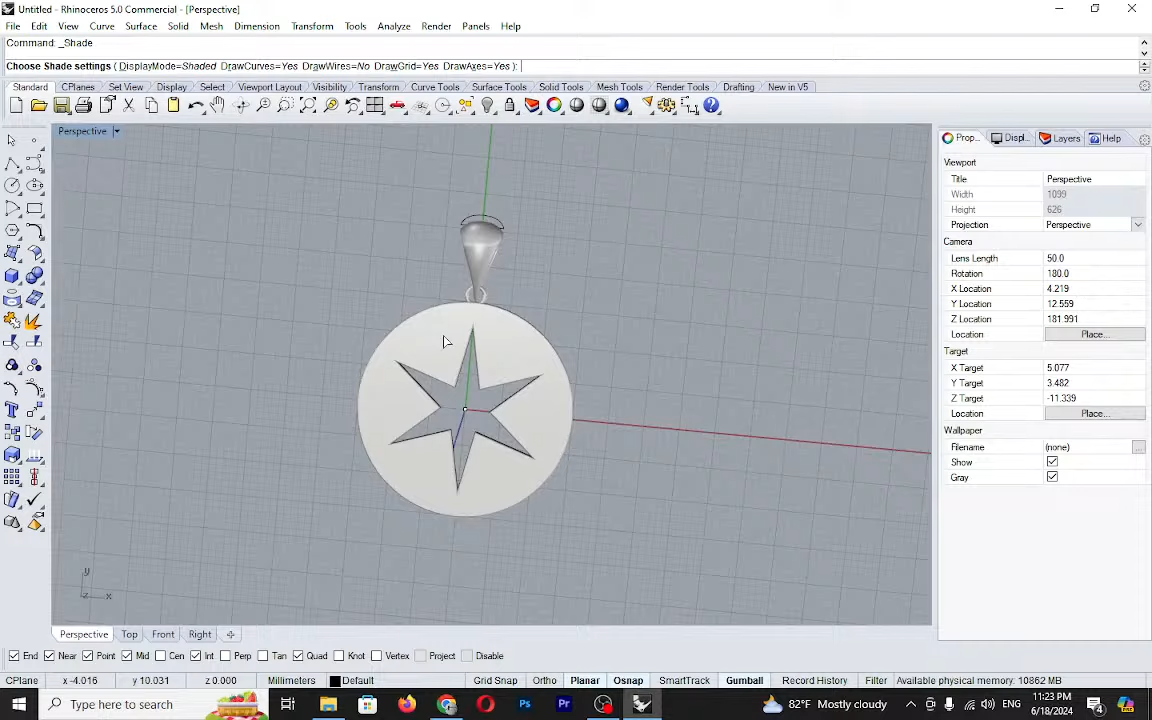 Untitled - Rhinoceros 5.0 Commercial - [Perspective]
File Edit View Curve Surface Solid Mesh Dimension Transform Tools Analyze Render Panels Help
Command: _Shade
Choose Shade settings ( DisplayMode=Shaded DrawCurves=Yes DrawWires=No DrawGrid=Yes DrawAxes=Yes ):
Standard CPlanes Set View Display Select Viewport Layout Visibility Transform Curve Tools Surface Tools Solid Tools Mesh Tools Render Tools Drafting New in V5
Perspective
Prop... Displ... Layers Help
Viewport
Title Perspective
Width 1099
Height 626
Projection Perspective
Camera
Lens Length 50.0
Rotation 180.0
X Location 4.219
Y Location 12.559
Z Location 181.991
Location Place...
Target
X Target 5.077
Y Target 3.482
Z Target -11.339
Location Place...
Wallpaper
Filename (none) ...
Show
Gray
y
z x
Perspective Top Front Right
End Near Point Mid Cen Int Perp Tan Quad Knot Vertex Project Disable
CPlane x -4.016 y 10.031 z 0.000 Millimeters Default Grid Snap Ortho Planar Osnap SmartTrack Gumball Record History Filter Available physical memory: 10862 MB
Type here to search
Ps
Pr
82°F Mostly cloudy
ENG
11:23 PM
6/18/2024
4